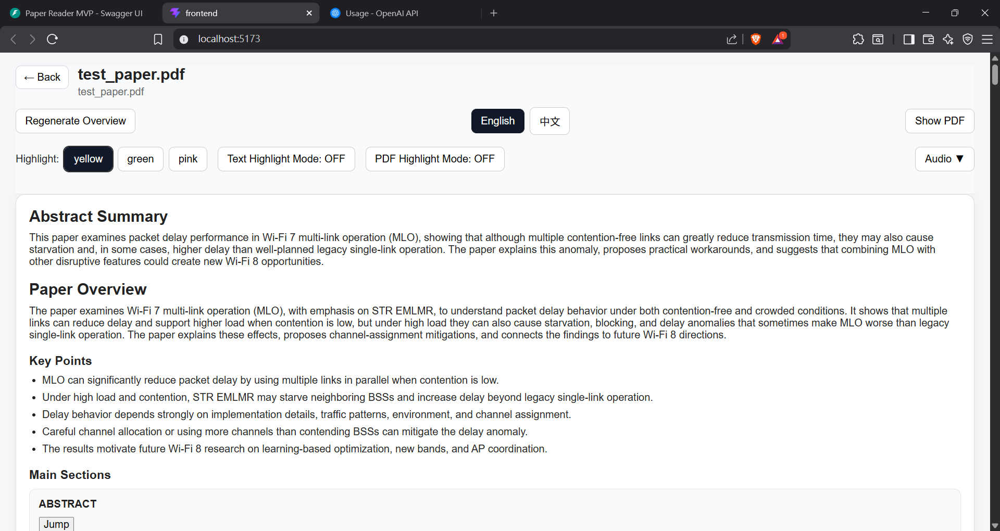 Paper Reader MVP - Swagger UI
frontend
Usage - OpenAI API
localhost:5173
1
← Back
test_paper.pdf
test_paper.pdf
Regenerate Overview
English
中文
Show PDF
Highlight:
yellow
green
pink
Text Highlight Mode: OFF
PDF Highlight Mode: OFF
Audio ▼
Abstract Summary
This paper examines packet delay performance in Wi-Fi 7 multi-link operation (MLO), showing that although multiple contention-free links can greatly reduce transmission time, they may also cause
starvation and, in some cases, higher delay than well-planned legacy single-link operation. The paper explains this anomaly, proposes practical workarounds, and suggests that combining MLO with
other disruptive features could create new Wi-Fi 8 opportunities.
Paper Overview
The paper examines Wi-Fi 7 multi-link operation (MLO), with emphasis on STR EMLMR, to understand packet delay behavior under both contention-free and crowded conditions. It shows that multiple
links can reduce delay and support higher load when contention is low, but under high load they can also cause starvation, blocking, and delay anomalies that sometimes make MLO worse than legacy
single-link operation. The paper explains these effects, proposes channel-assignment mitigations, and connects the findings to future Wi-Fi 8 directions.
Key Points
• MLO can significantly reduce packet delay by using multiple links in parallel when contention is low.
• Under high load and contention, STR EMLMR may starve neighboring BSSs and increase delay beyond legacy single-link operation.
• Delay behavior depends strongly on implementation details, traffic patterns, environment, and channel assignment.
• Careful channel allocation or using more channels than contending BSSs can mitigate the delay anomaly.
• The results motivate future Wi-Fi 8 research on learning-based optimization, new bands, and AP coordination.
Main Sections
ABSTRACT
Jump